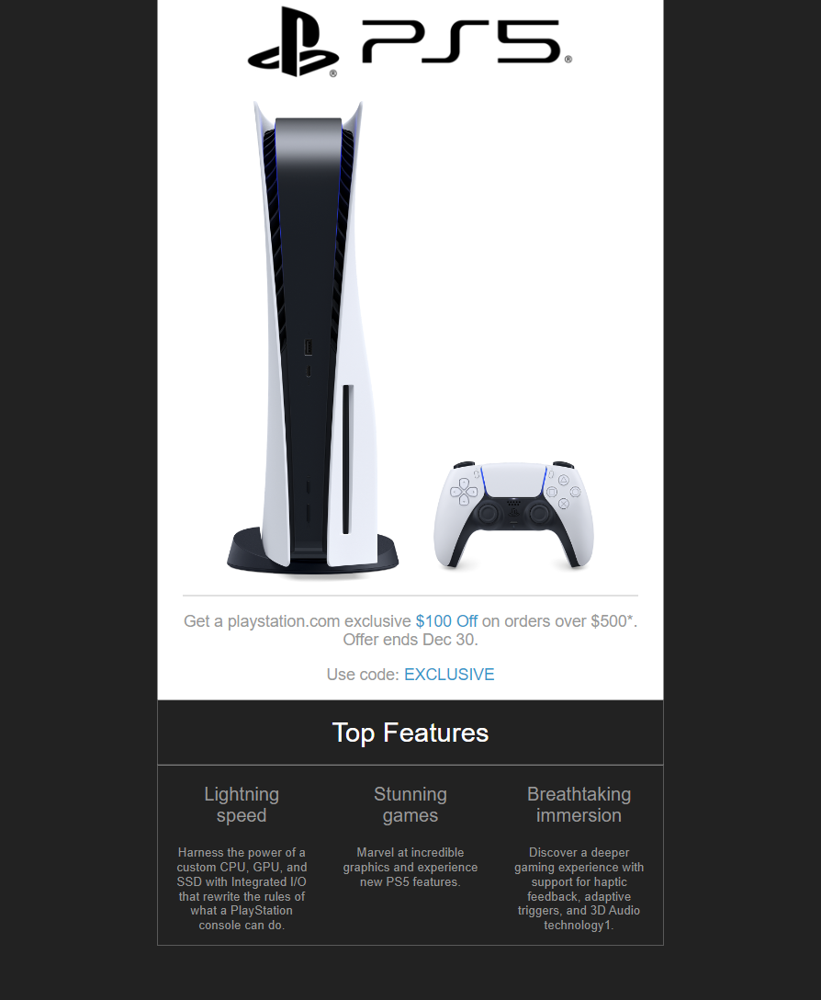 PS5®
Get a playstation.com exclusive $100 Off on orders over $500*.
Offer ends Dec 30.
Use code: EXCLUSIVE
Top Features
Lightning
speed
Stunning
games
Breathtaking
immersion
Harness the power of a
custom CPU, GPU, and
SSD with Integrated I/O
that rewrite the rules of
what a PlayStation
console can do.
Marvel at incredible
graphics and experience
new PS5 features.
Discover a deeper
gaming experience with
support for haptic
feedback, adaptive
triggers, and 3D Audio
technology1.